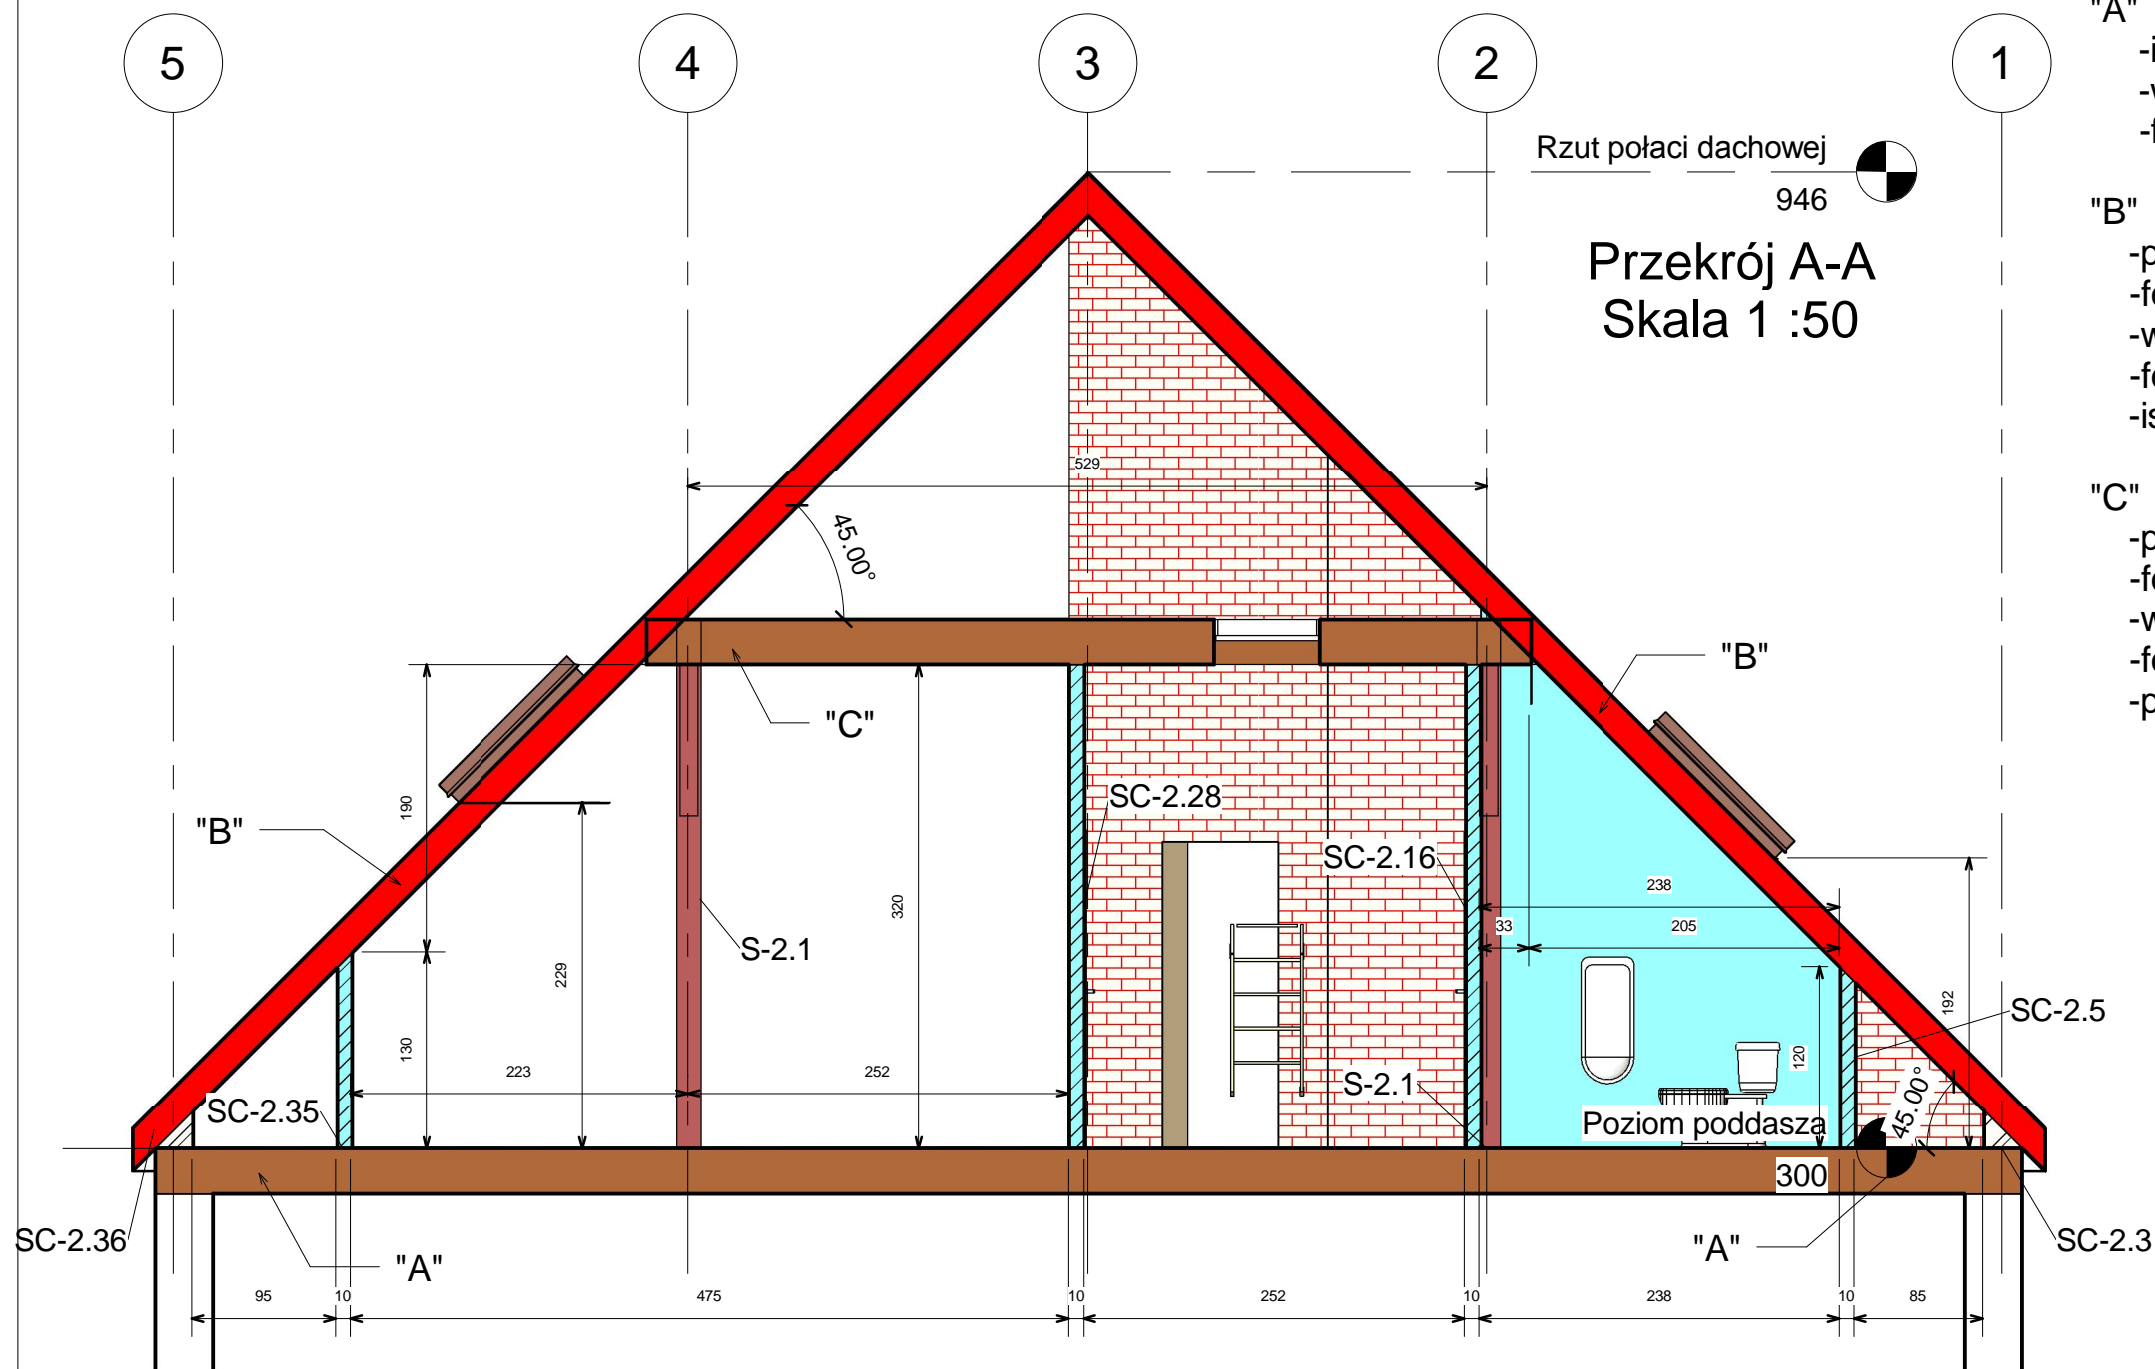 5
4
3
2
1
"A"
Rzut połaci dachowej
946
"B"
Przekrój A-A
Skala 1 :50
529
"C"
45.00°
"B"
"C"
190
SC-2.28
"B"
SC-2.16
238
320
33
205
S-2.1
229
192
SC-2.5
130
120
223
252
S-2.1
45.00°
SC-2.35
Poziom poddasza
300
SC-2.36
"A"
"A"
SC-2.3
95
10
475
10
252
10
238
10
85